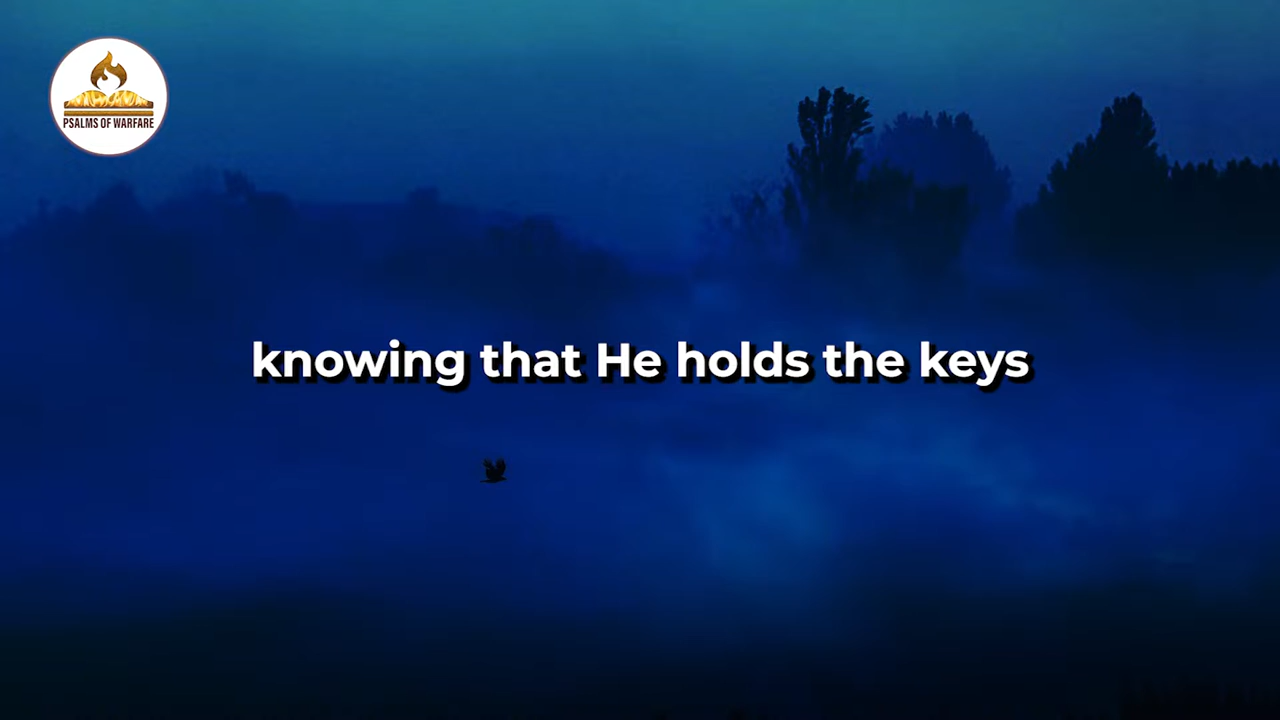 PSALMS OF WARFARE
knowing that He holds the keys